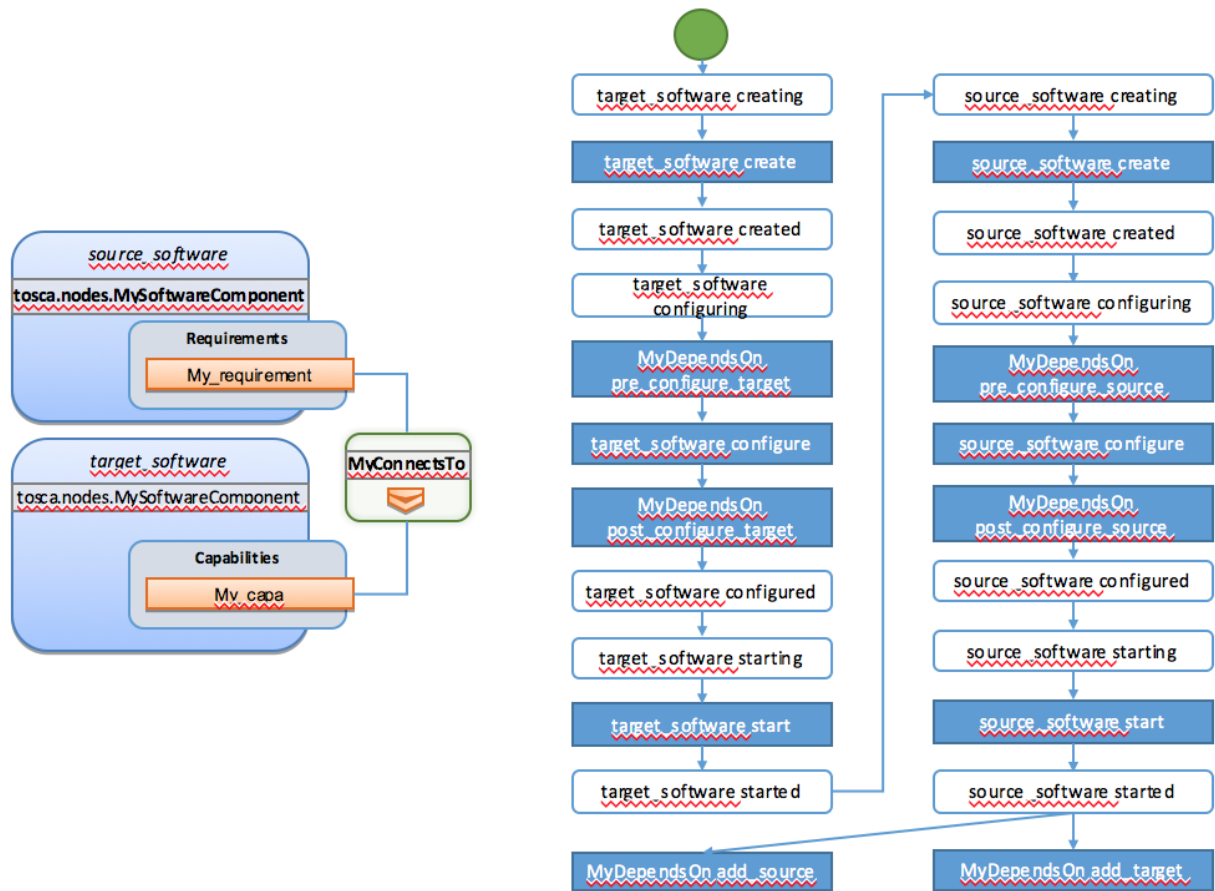 source_software
tosca.nodes.MySoftwareComponent
Requirements
My_requirement
target_software
tosca.nodes.MySoftwareComponent
Capabilities
My_capa
MyConnectsTo
target_software creating
target_software create
target_software created
target_software
configuring
MyDependsOn
pre_configure_target
target_software configure
MyDependsOn
post_configure_target
target_software configured
target_software starting
target_software start
target_software started
MyDependsOn add_source
source_software creating
source_software create
source_software created
source_software configuring
MyDependsOn
pre_configure_source
source_software configure
MyDependsOn
post_configure_source
source_software configured
source_software starting
source_software start
source_software started
MyDependsOn add_target